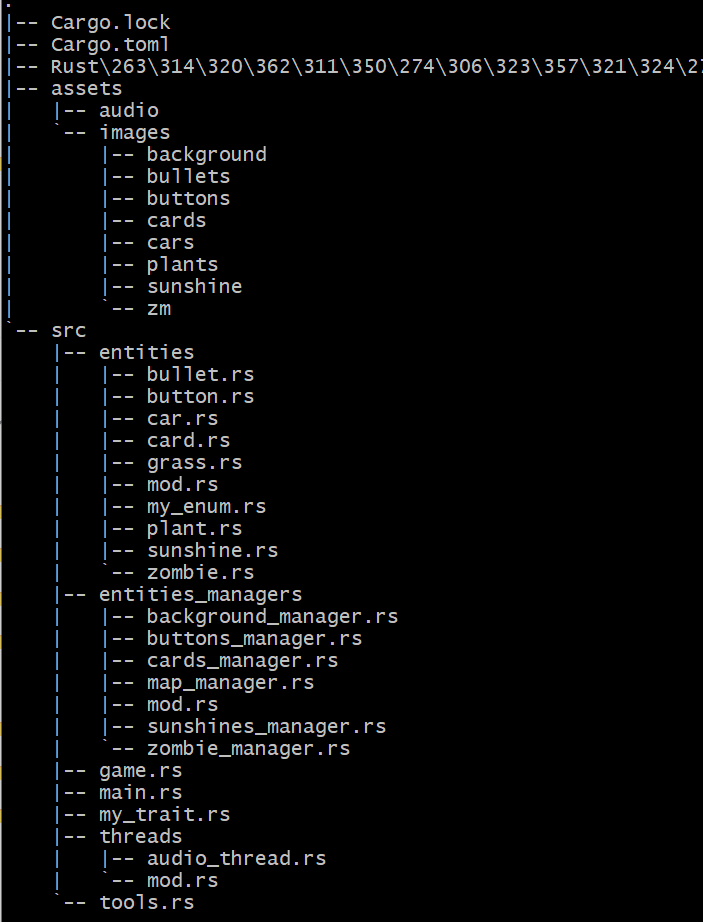 .
|-- Cargo.lock
|-- Cargo.toml
|-- Rust\263\314\320\362\311\350\274\306\323\357\321\324\27
|-- assets
|   |-- audio
|   `-- images
|       |-- background
|       |-- bullets
|       |-- buttons
|       |-- cards
|       |-- cars
|       |-- plants
|       |-- sunshine
|       `-- zm
`-- src
    |-- entities
    |   |-- bullet.rs
    |   |-- button.rs
    |   |-- car.rs
    |   |-- card.rs
    |   |-- grass.rs
    |   |-- mod.rs
    |   |-- my_enum.rs
    |   |-- plant.rs
    |   |-- sunshine.rs
    |   `-- zombie.rs
    |-- entities_managers
    |   |-- background_manager.rs
    |   |-- buttons_manager.rs
    |   |-- cards_manager.rs
    |   |-- map_manager.rs
    |   |-- mod.rs
    |   |-- sunshines_manager.rs
    |   `-- zombie_manager.rs
    |-- game.rs
    |-- main.rs
    |-- my_trait.rs
    |-- threads
    |   |-- audio_thread.rs
    |   `-- mod.rs
    `-- tools.rs